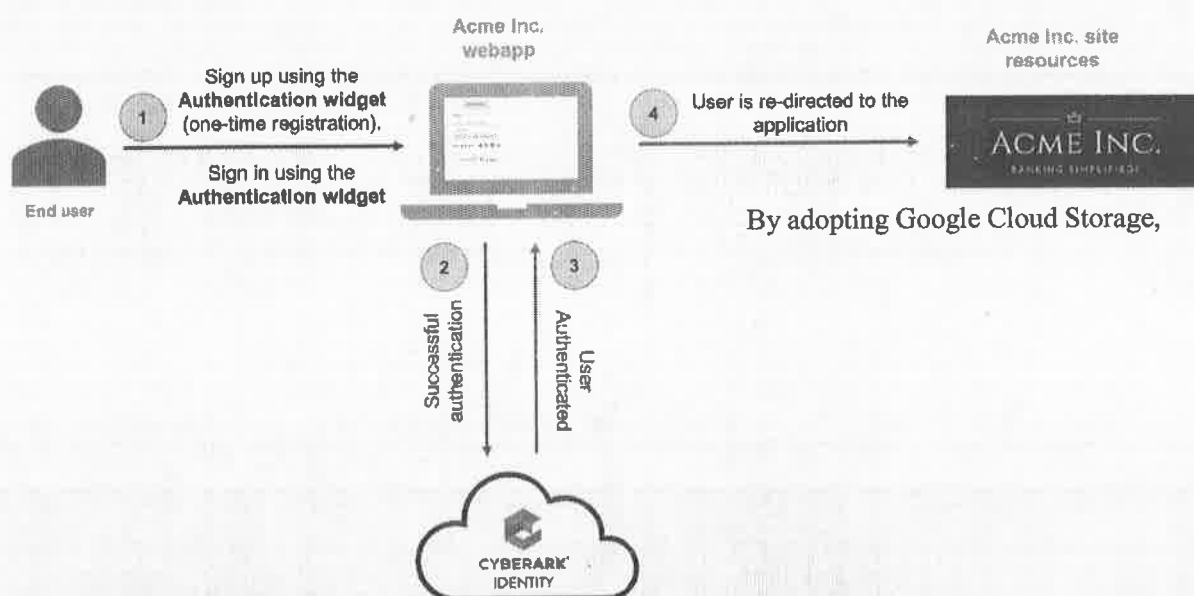 Acme Inc.
webapp
Acme Inc. site
resources
Sign up using the
Authentication widget
(one-time registration).
1
Sign in using the
Authentication widget
End user
4
User is re-directed to the
application
ACME INC.
BANKING SIMPLIFIED
By adopting Google Cloud Storage,
2
3
Successful
authentication
User
Authenticated
CYBERARK®
IDENTITY